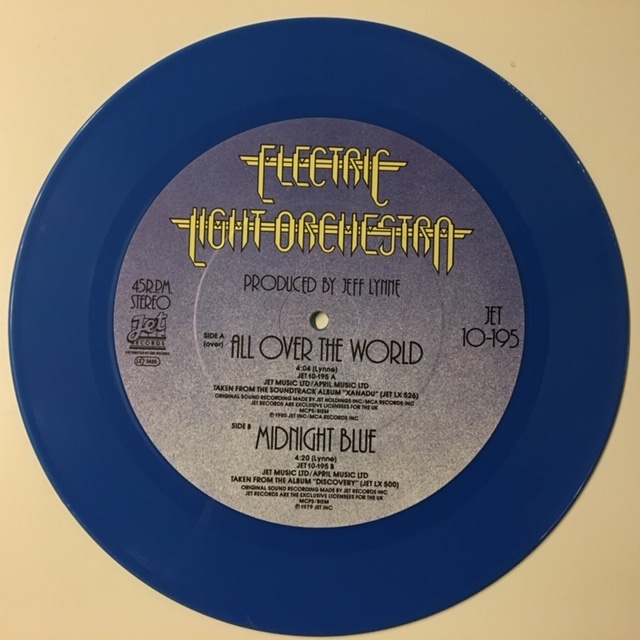 ELECTRIC
LIGHT ORCHESTRA
PRODUCED BY JEFF LYNNE
45R.P.M.
STEREO
Jet
RECORDS
JET
10-195
SIDE A
(over)
ALL OVER THE WORLD
4:04 (Lynne)
JET 10-195 A
JET MUSIC LTD/APRIL MUSIC LTD
TAKEN FROM THE SOUNDTRACK ALBUM "XANADU" (JET LX 526)
ORIGINAL SOUND RECORDING MADE BY JET HOLDINGS INC/MCA RECORDS INC
JET RECORDS ARE EXCLUSIVE LICENSEES FOR THE UK
MCPS/BIEM
℗ 1980 JET INC/MCA RECORDS INC
SIDE B
MIDNIGHT BLUE
4:20 (Lynne)
JET 10-195 B
JET MUSIC LTD/APRIL MUSIC LTD
TAKEN FROM THE ALBUM "DISCOVERY" (JET LX 500)
ORIGINAL SOUND RECORDING MADE BY JET RECORDS INC
JET RECORDS ARE THE EXCLUSIVE LICENSEES FOR THE UK
MCPS/BIEM
℗ 1979 JET INC